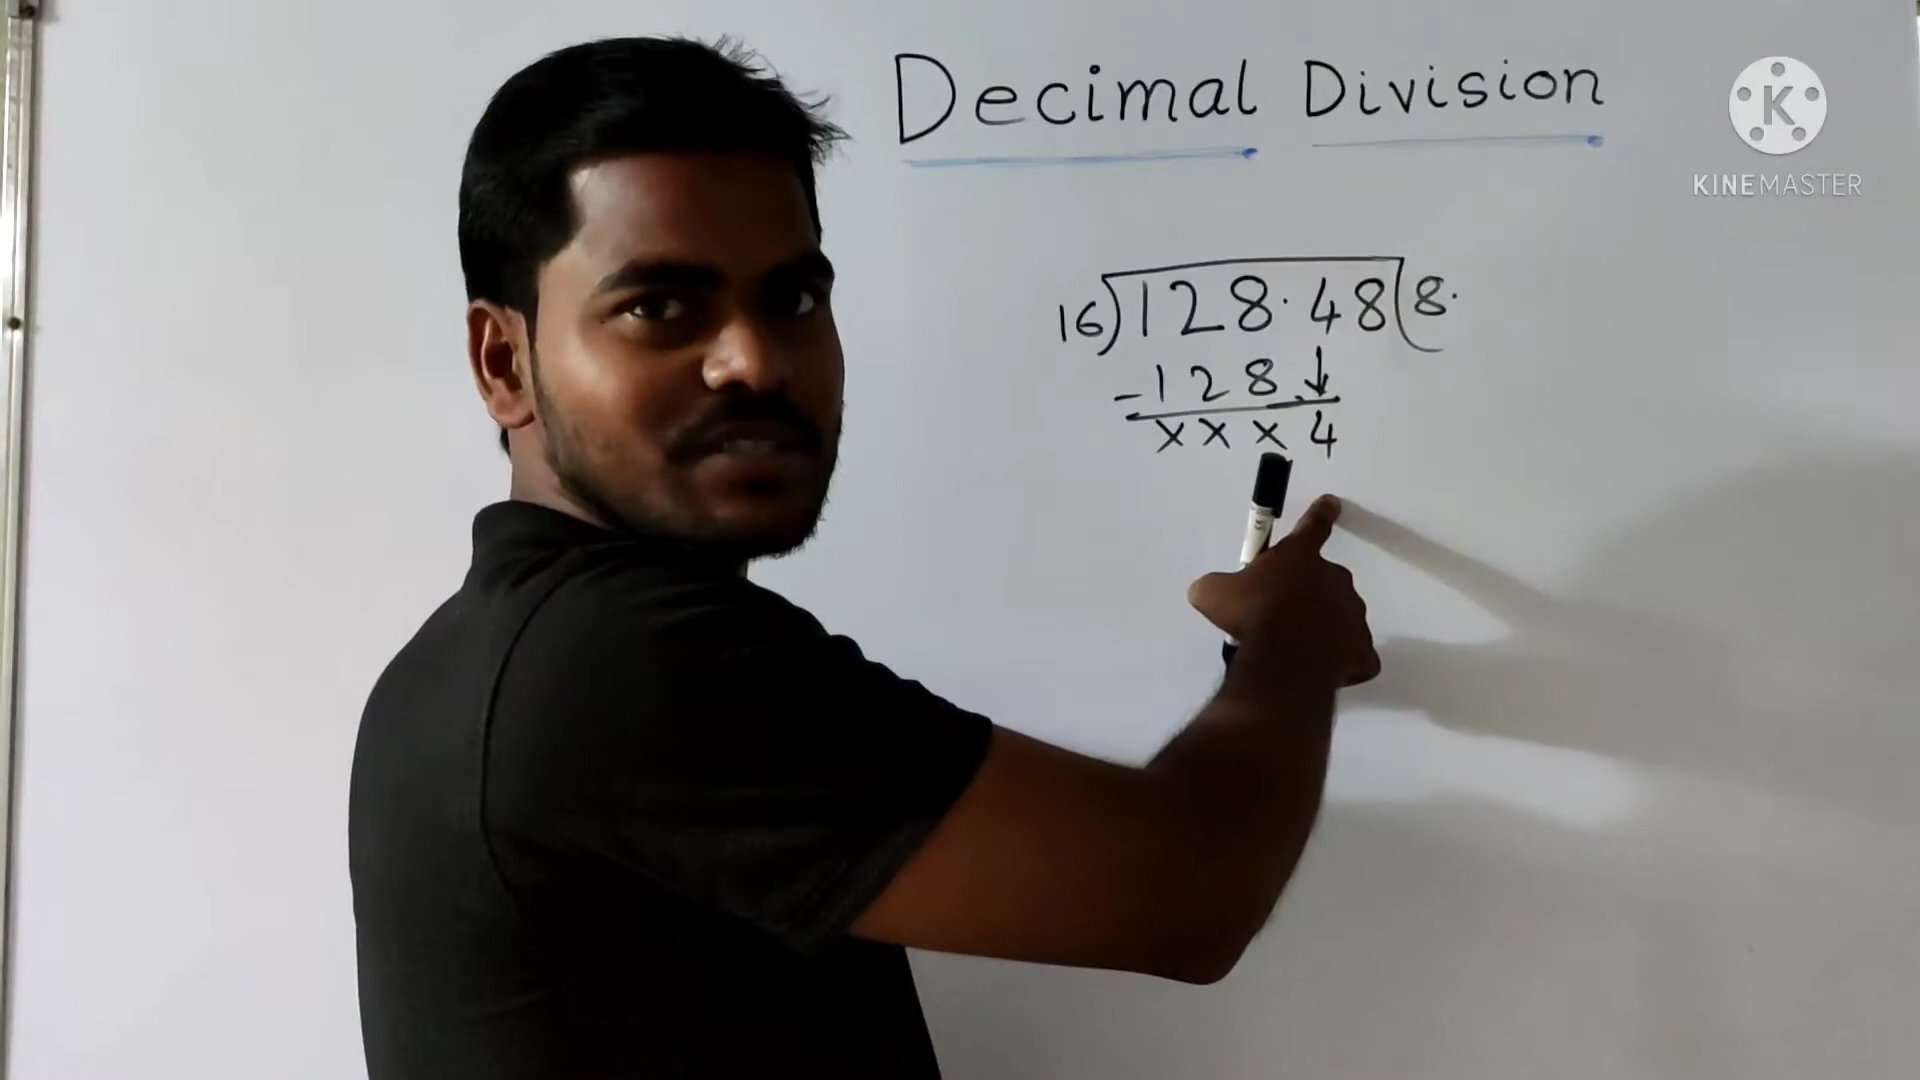 Decimal Division
K
KINEMASTER
16)128.48(8.
-128↓
xxx4